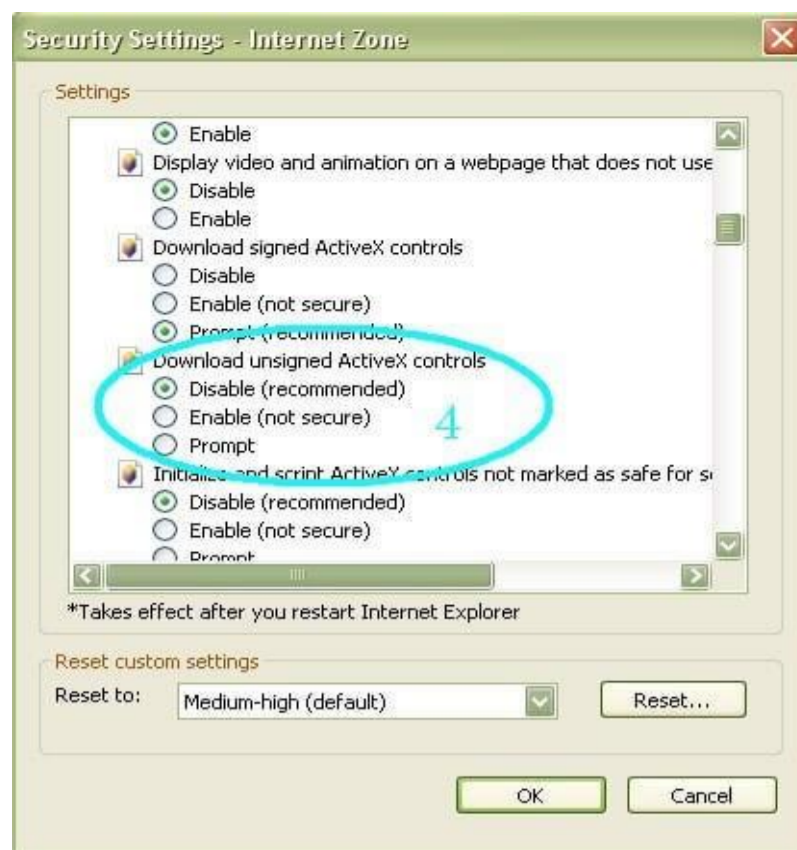 Security Settings - Internet Zone
Settings
Enable
Display video and animation on a webpage that does not use
Disable
Enable
Download signed ActiveX controls
Disable
Enable (not secure)
Prompt (recommended)
Download unsigned ActiveX controls
Disable (recommended)
Enable (not secure)
4
Prompt
Initialize and script ActiveX controls not marked as safe for
Disable (recommended)
Enable (not secure)
Prompt
*Takes effect after you restart Internet Explorer
Reset custom settings
Reset to: Medium-high (default) Reset...
OK Cancel